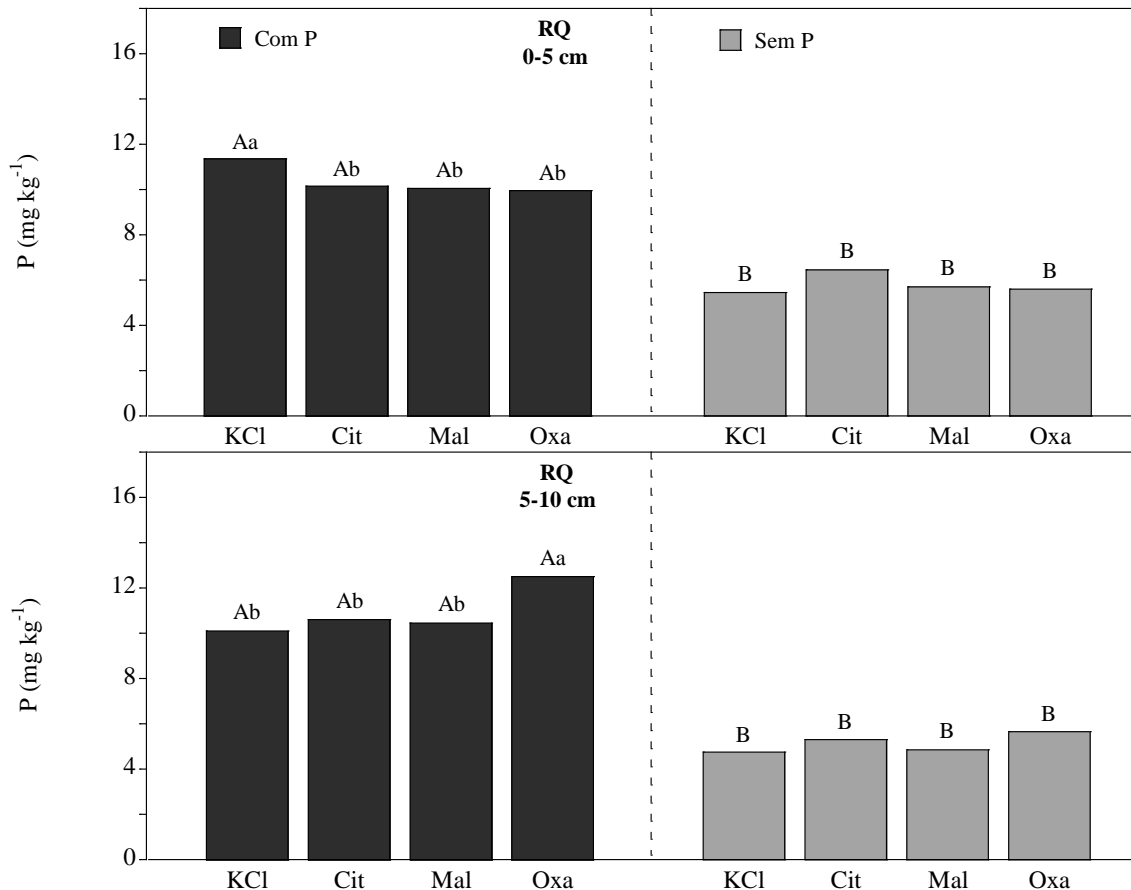 16
12
8
4
0
P (mg kg⁻¹)
Com P
RQ
0-5 cm
Sem P
Aa
Ab
Ab
Ab
B
B
B
B
KCl
Cit
Mal
Oxa
KCl
Cit
Mal
Oxa
16
12
8
4
0
P (mg kg⁻¹)
RQ
5-10 cm
Ab
Ab
Ab
Aa
B
B
B
B
KCl
Cit
Mal
Oxa
KCl
Cit
Mal
Oxa